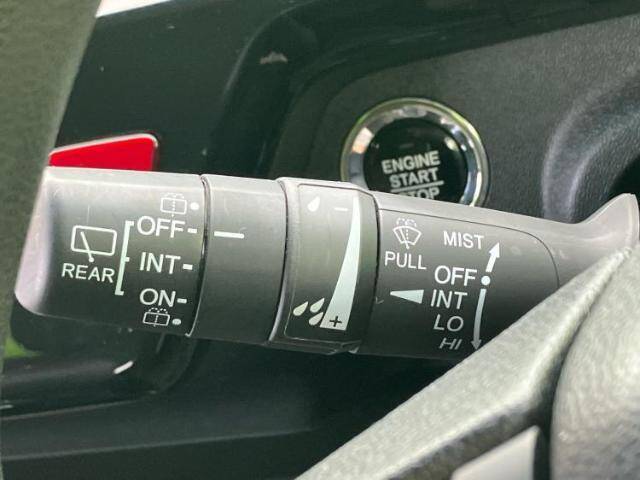 ENGINE
START
STOP
OFF
REAR
INT
ON
- +
PULL
MIST
OFF
INT
LO
HI